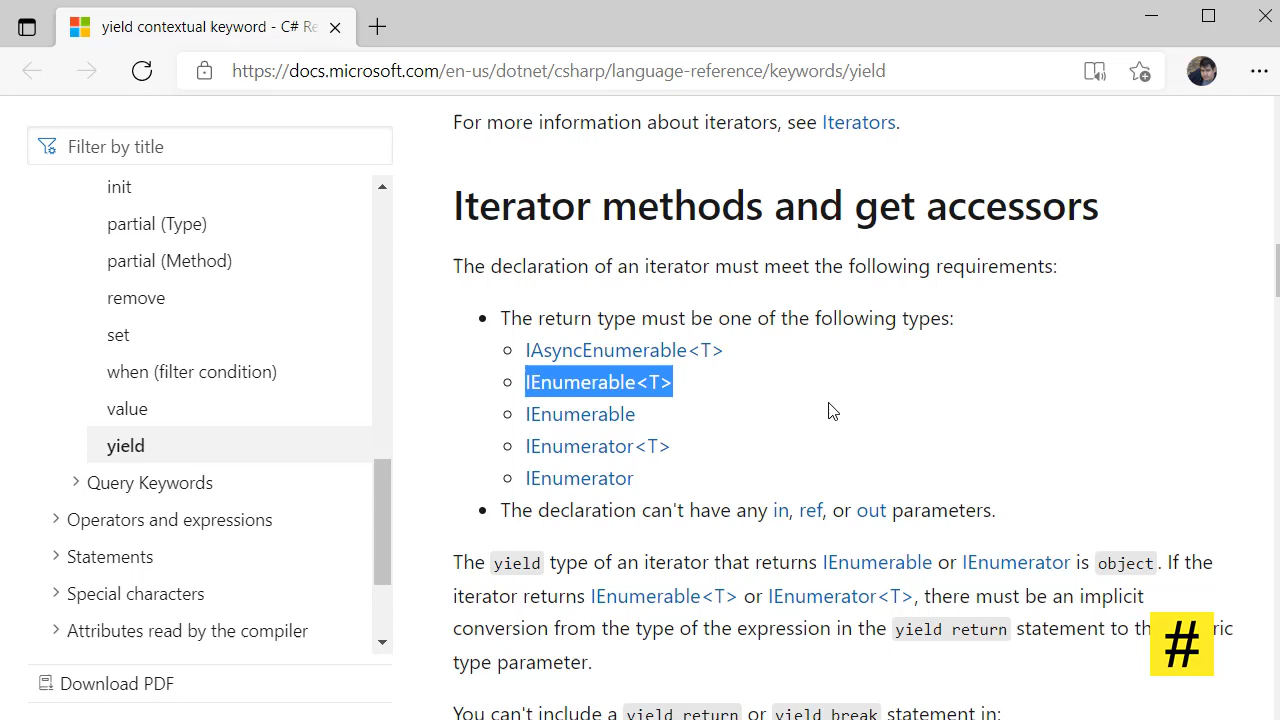 yield contextual keyword - C# Re
https://docs.microsoft.com/en-us/dotnet/csharp/language-reference/keywords/yield
Filter by title
init
partial (Type)
partial (Method)
remove
set
when (filter condition)
value
yield
Query Keywords
Operators and expressions
Statements
Special characters
Attributes read by the compiler
Download PDF
For more information about iterators, see Iterators.
Iterator methods and get accessors
The declaration of an iterator must meet the following requirements:
The return type must be one of the following types:
IAsyncEnumerable<T>
IEnumerable<T>
IEnumerable
IEnumerator<T>
IEnumerator
The declaration can't have any in, ref, or out parameters.
The yield type of an iterator that returns IEnumerable or IEnumerator is object. If the
iterator returns IEnumerable<T> or IEnumerator<T>, there must be an implicit
conversion from the type of the expression in the yield return statement to th ric
type parameter.
You can't include a yield return or yield break statement in:
#